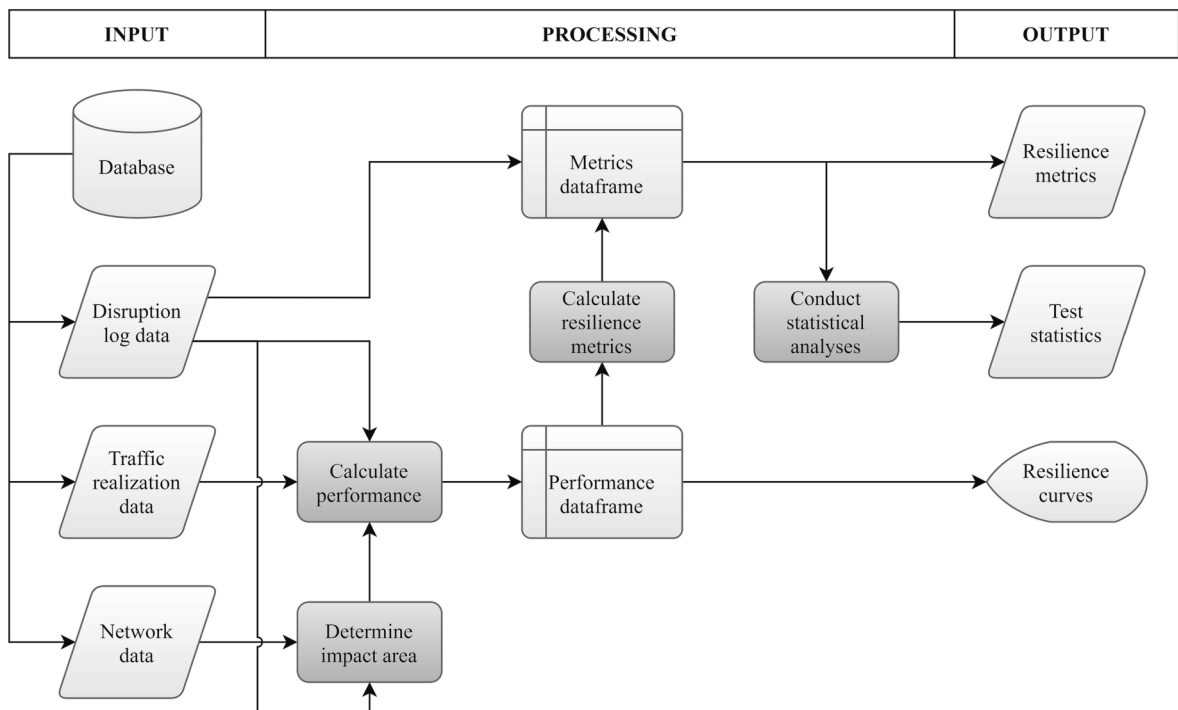 INPUT
PROCESSING
OUTPUT
Database
Metrics
dataframe
Resilience
metrics
Disruption
log data
Calculate
resilience
metrics
Conduct
statistical
analyses
Test
statistics
Traffic
realization
data
Calculate
performance
Performance
dataframe
Resilience
curves
Network
data
Determine
impact area